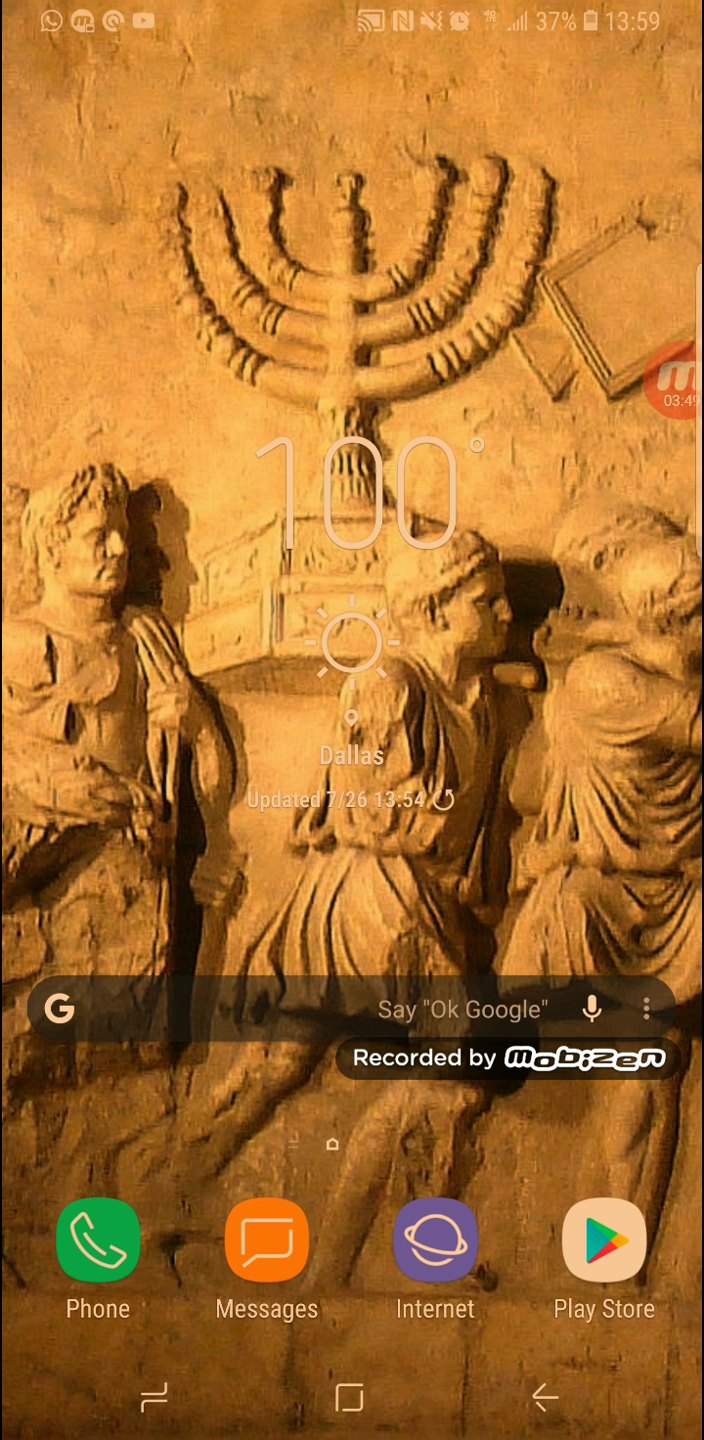 37% 13:59
03:49
100°
Dallas
Updated 7/26 13:54
G Say "Ok Google"
Recorded by mobizen
Phone Messages Internet Play Store